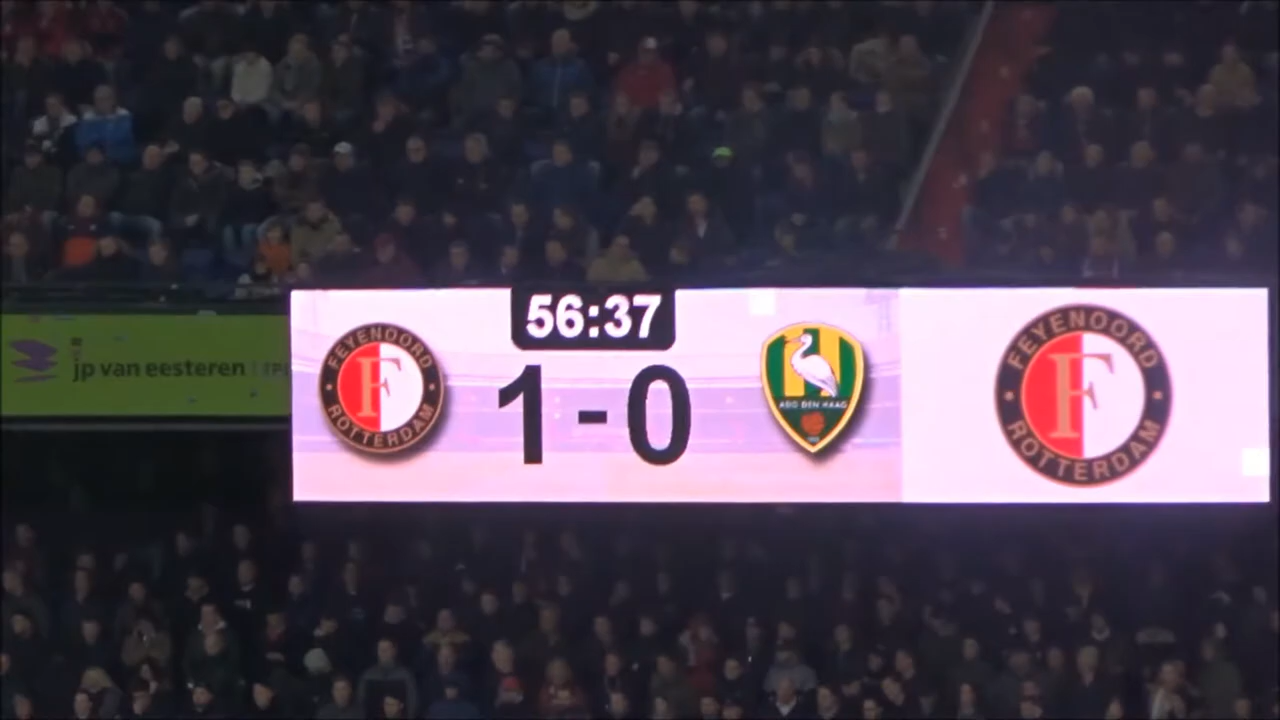 56:37
1-0
FEYENOORD
ROTTERDAM
F
ADO DEN HAAG
FEYENOORD
ROTTERDAM
F
jp van eesteren